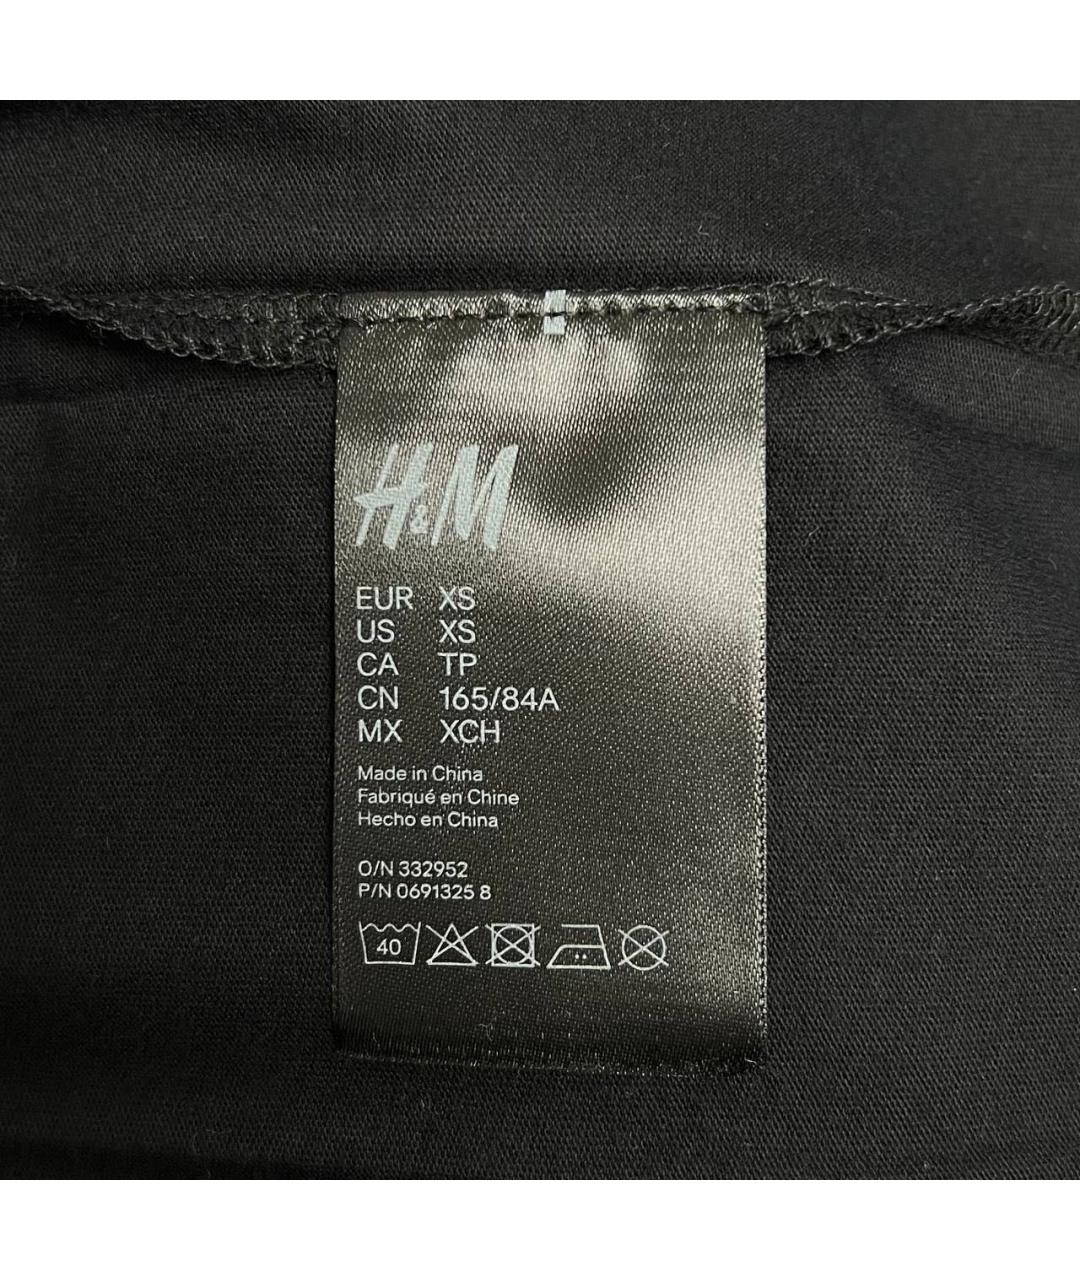 H&M
EUR XS
US XS
CA TP
CN 165/84A
MX XCH
Made in China
Fabriqué en Chine
Hecho en China
O/N 332952
P/N 0691325 8
40